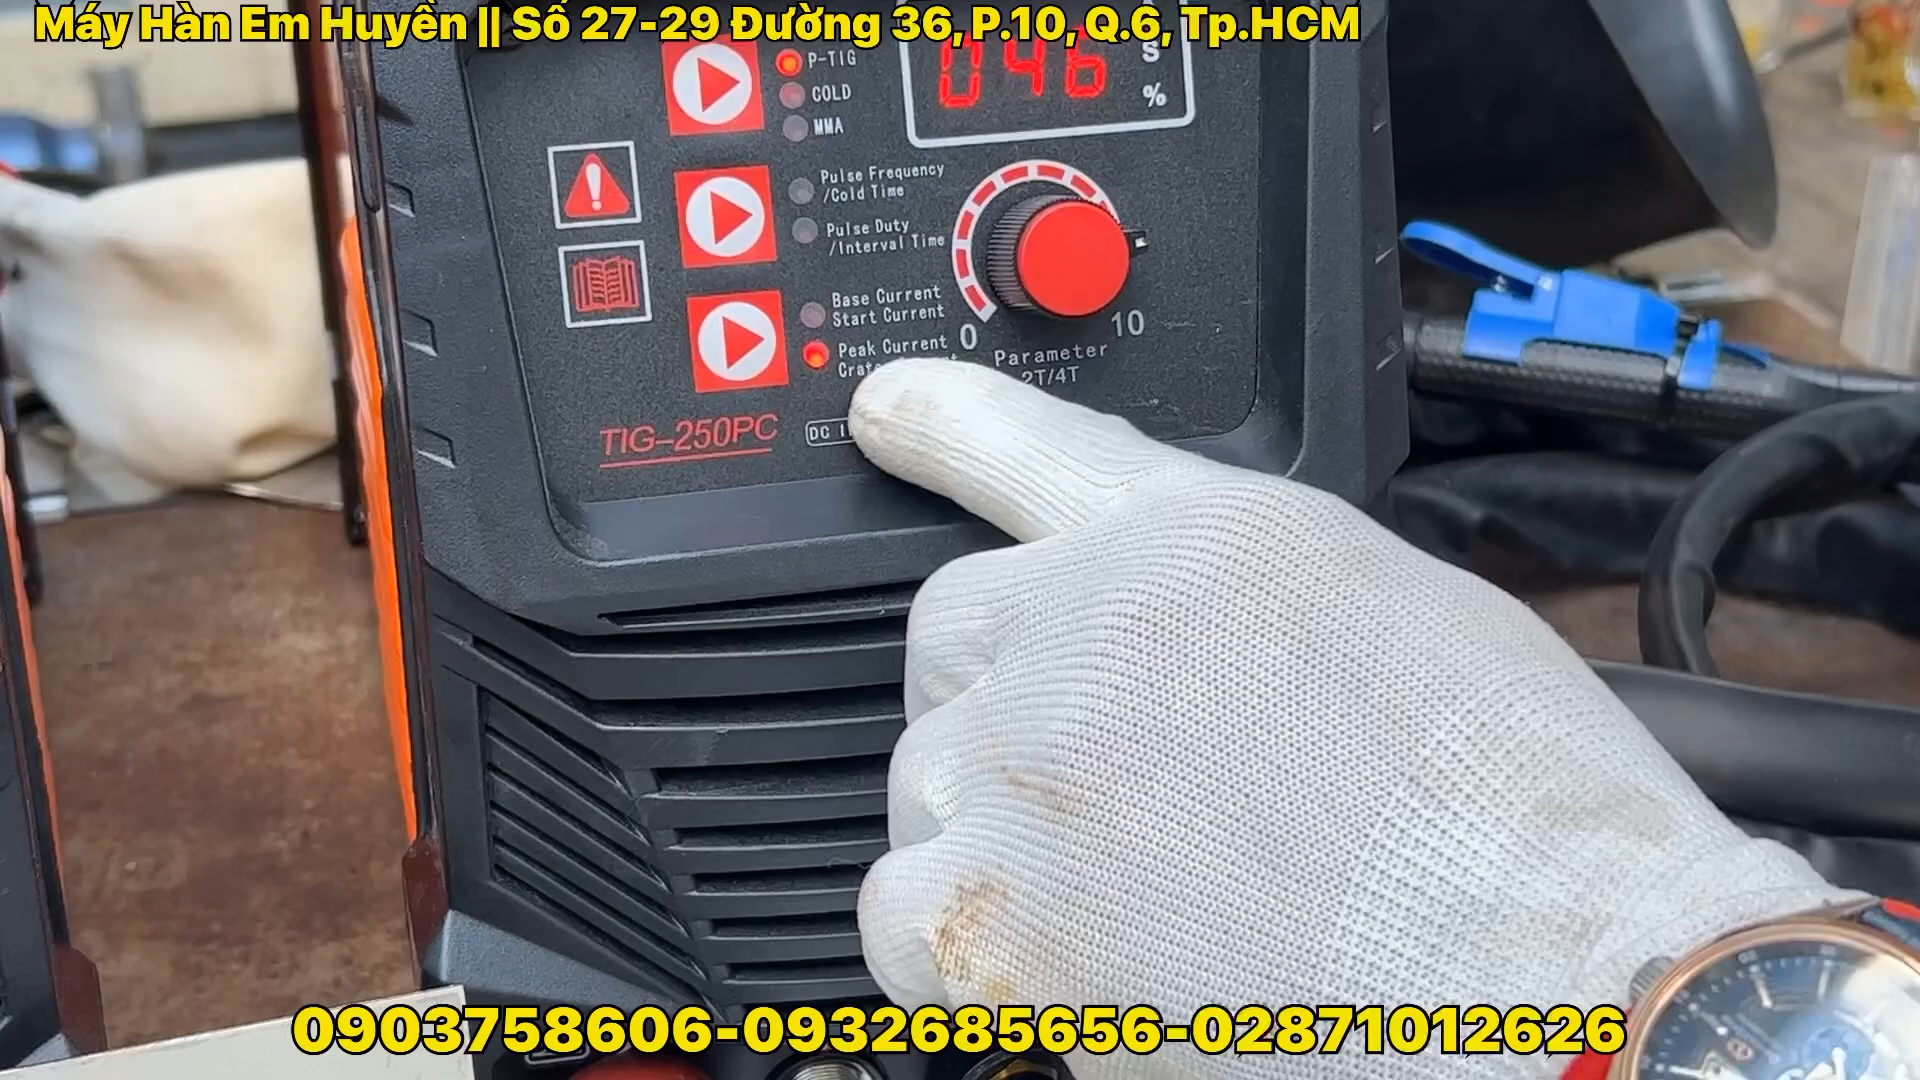 Máy Hàn Em Huyền || Số 27-29 Đường 36, P.10, Q.6, Tp.HCM
P-TIG
COLD
MMA
046
S
%
Pulse Frequency
/Cold Time
Pulse Duty
/Interval Time
Base Current
Start Current
Peak Current
0
10
Parameter
2T/4T
TIG-250PC
DC
0903758606-0932685656-02871012626